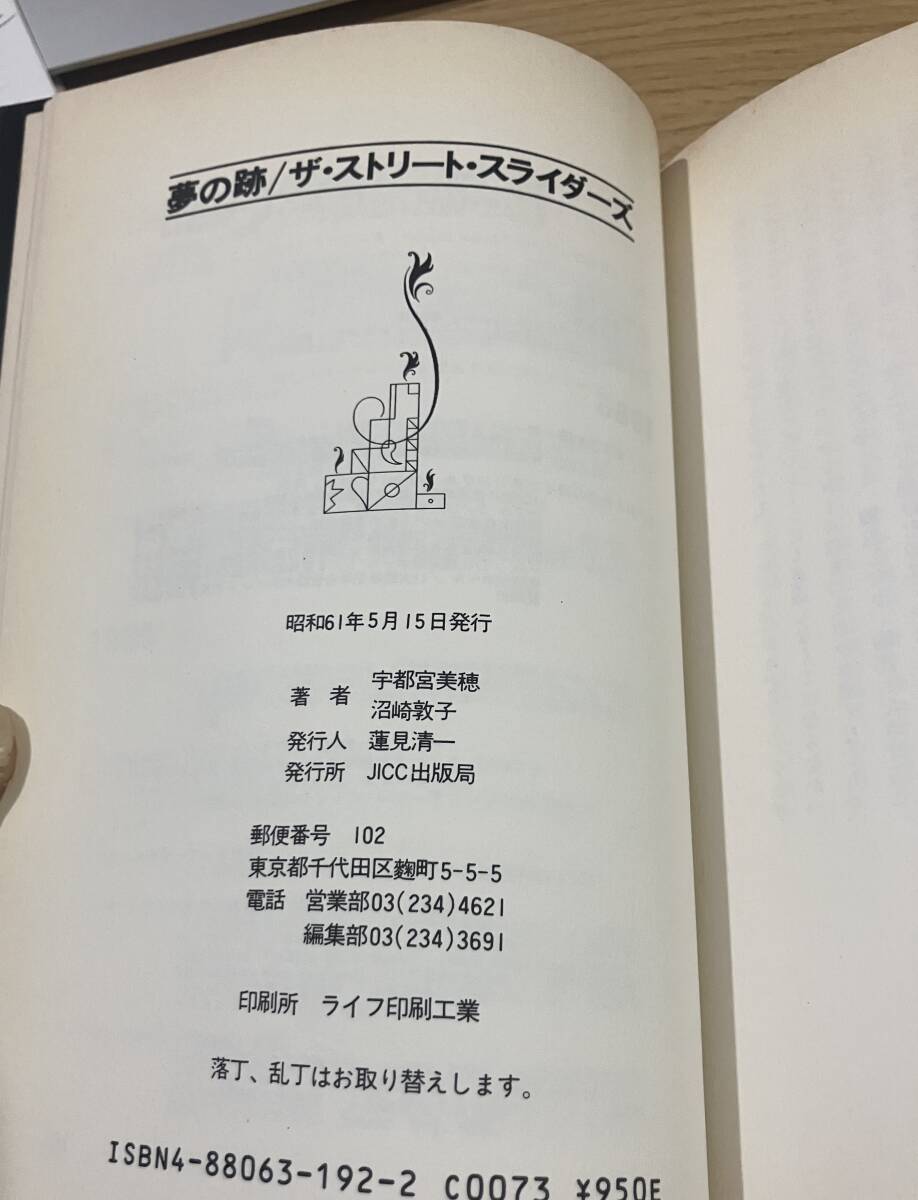 夢の跡/ザ・ストリート・スライダーズ
昭和61年5月15日発行
著 者 宇都宮美穂
沼崎敦子
発行人 蓮見清一
発行所 JICC出版局
郵便番号 102
東京都千代田区麴町5-5-5
電話 営業部03(234)4621
編集部03(234)3691
印刷所 ライフ印刷工業
落丁、乱丁はお取り替えします。
ISBN4-88063-192-2 C0073 ¥950E